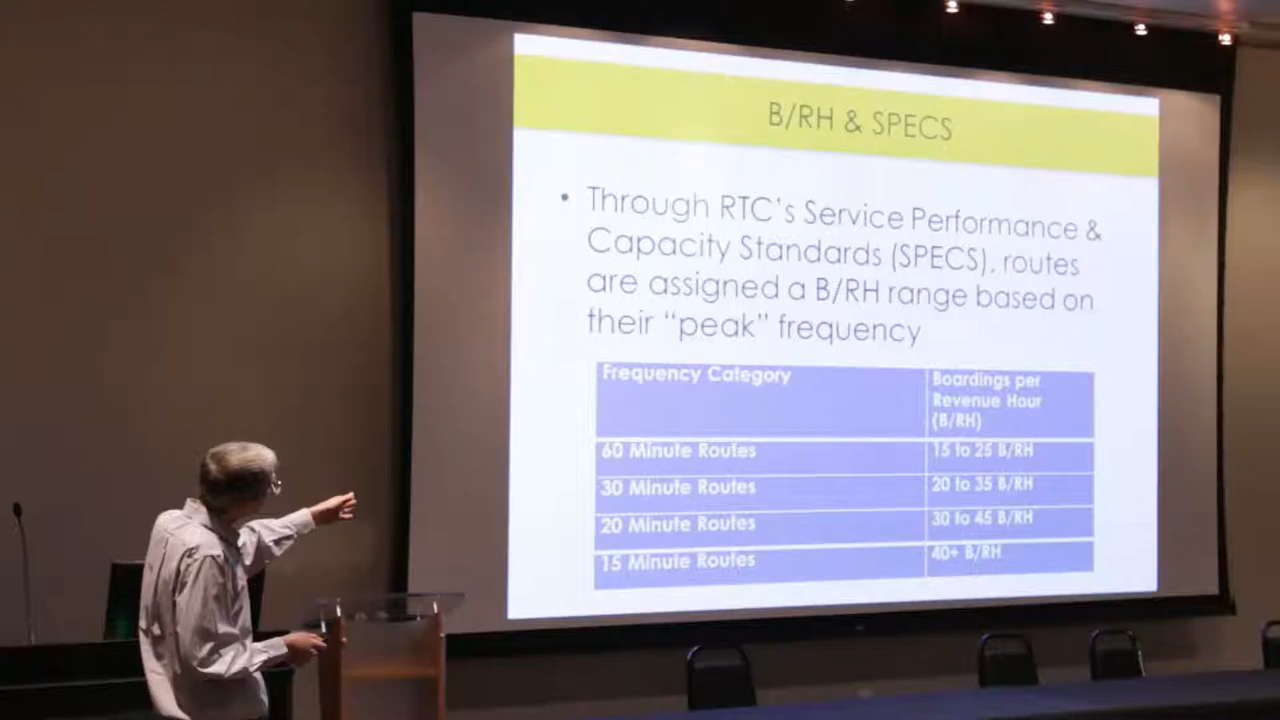 B/RH & SPECS
• Through RTC's Service Performance &
Capacity Standards (SPECS), routes
are assigned a B/RH range based on
their “peak” frequency
Frequency Category
Boardings per
Revenue Hour
(B/RH)
60 Minute Routes
15 to 25 B/RH
30 Minute Routes
20 to 35 B/RH
20 Minute Routes
30 to 45 B/RH
15 Minute Routes
40+ B/RH